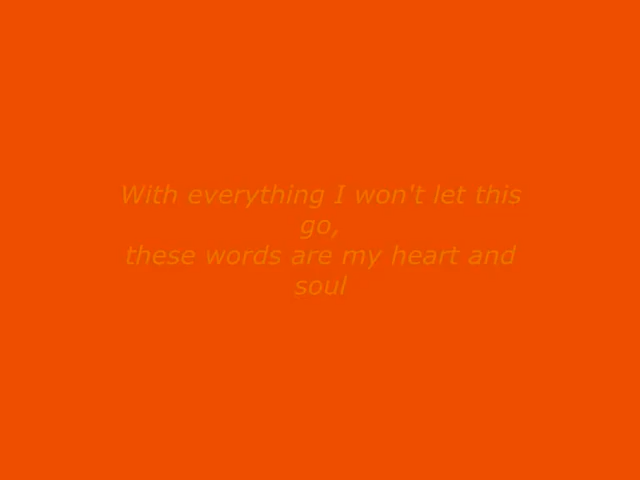 With everything I won't let this
go,
these words are my heart and
soul